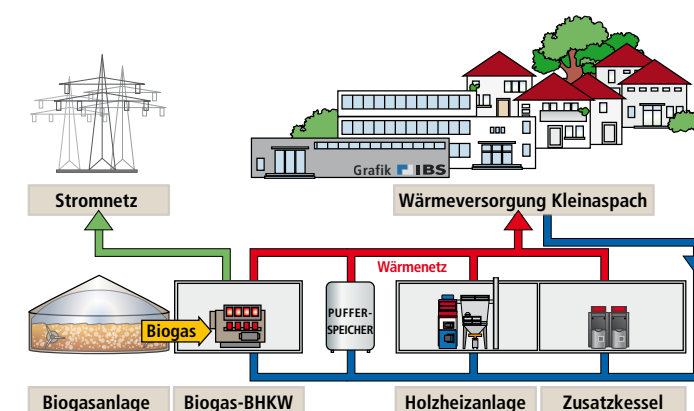 Grafik IBS
Stromnetz
Wärmeversorgung Kleinaspach
Wärmenetz
Biogas
PUFFER-
SPEICHER
Biogasanlage
Biogas-BHKW
Holzheizanlage
Zusatzkessel